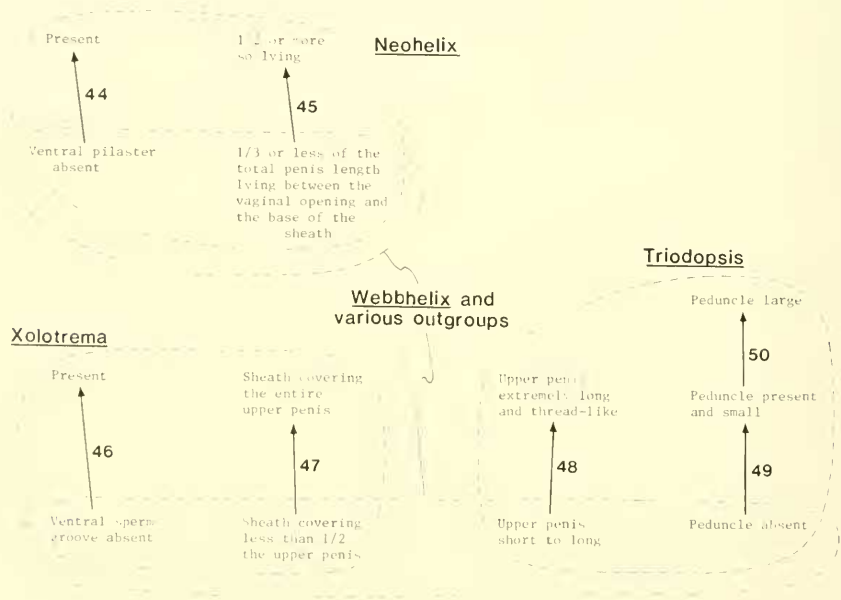 Neohelix
Present
or more
so lying
44
45
Ventral pilaster
absent
1/3 or less of the
total penis length
lying between the
vaginal opening and
the base of the
sheath
Triodopsis
Webbhelix and
various outgroups
Peduncle large
50
Xolotrema
Present
Sheath covering
the entire
upper penis
Upper penis
extremely long
and thread-like
Peduncle present
and small
46
47
48
49
Ventral sperm
groove absent
Sheath covering
less than 1/2
the upper penis
Upper penis
short to long
Peduncle absent